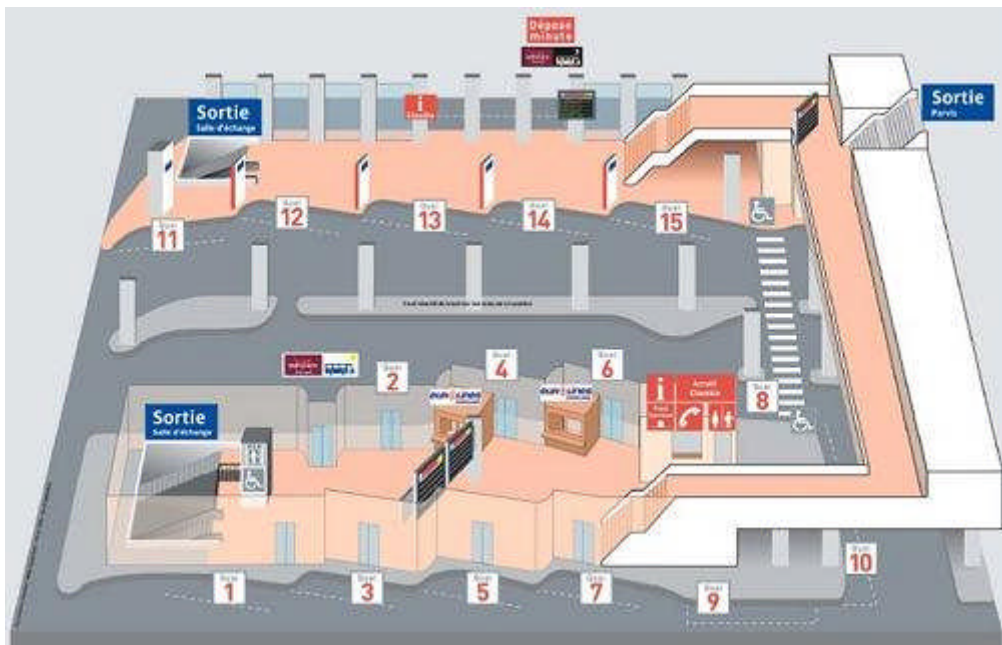 Dépose
minute
Sortie
Salle d'échange
i
Sortie
Parvis
Quai
11
Quai
12
Quai
13
Quai
14
Quai
15
Quai
2
Quai
4
Quai
6
Quai
8
eurolines
eurolines
i
Accueil
Sortie
Salle d'échange
Quai
1
Quai
3
Quai
5
Quai
7
Quai
9
Quai
10